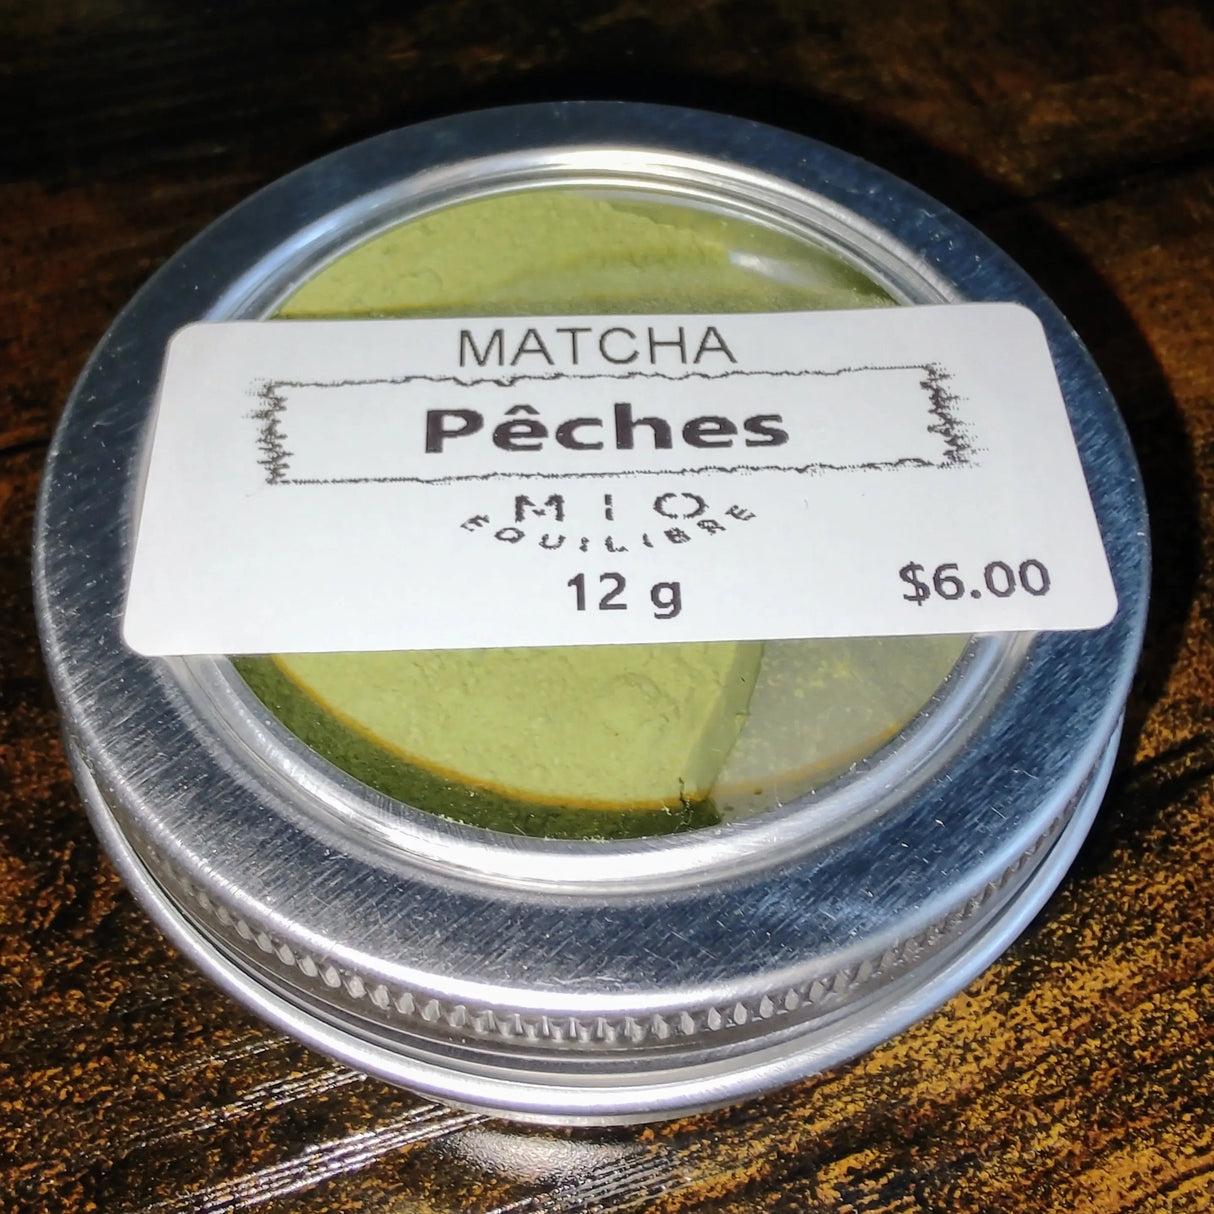 MATCHA
Pêches
MIO
EQUILIBRE
12 g
$6.00